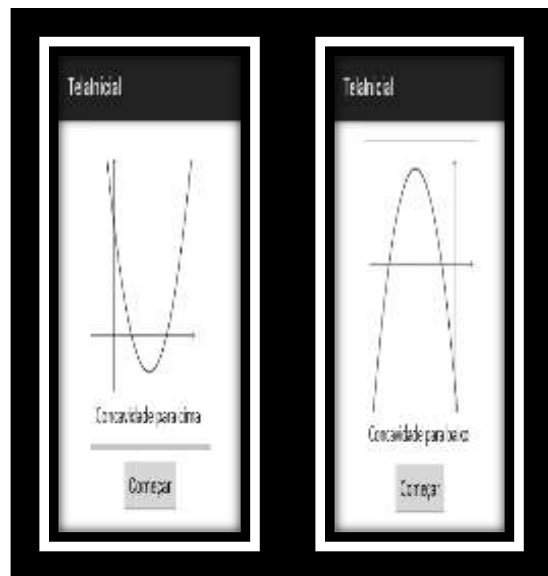 TelaInicial
Concavidade para cima
Começar
TelaInicial
Concavidade para baixo
Começar